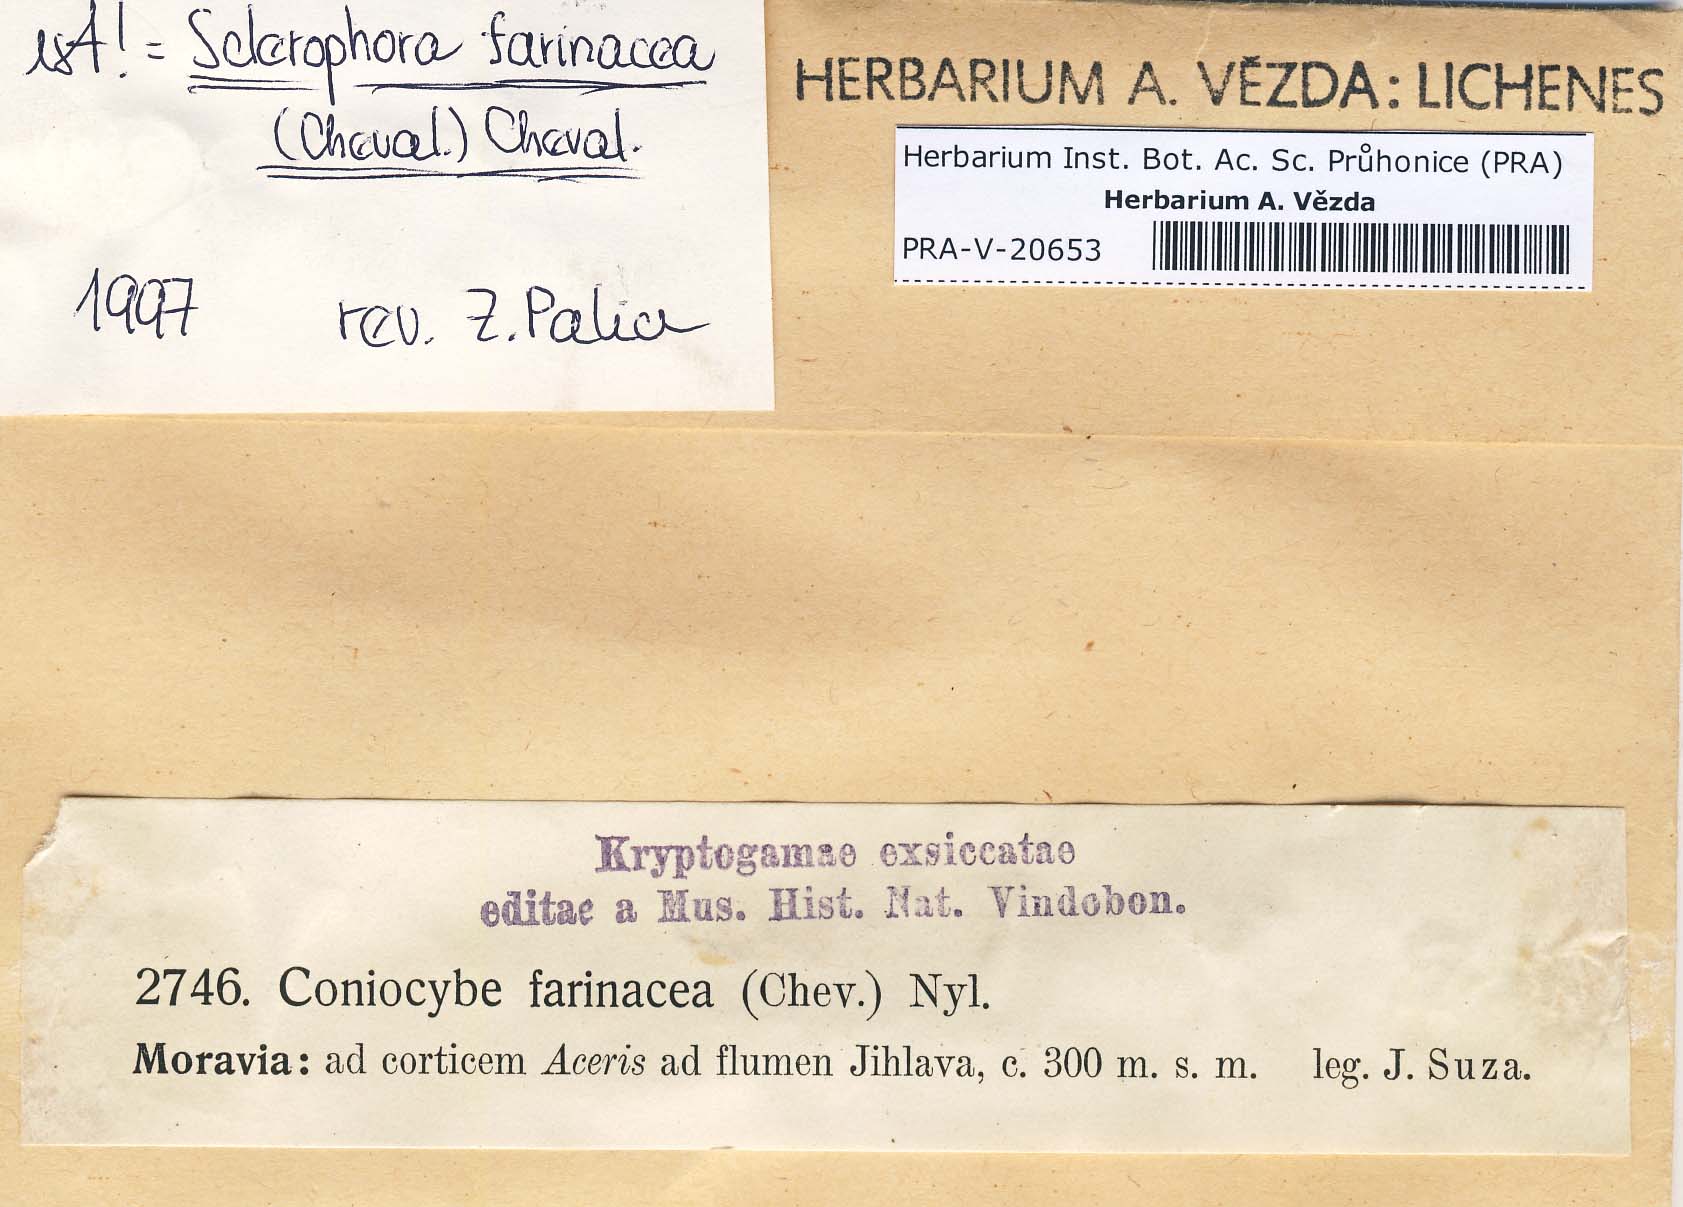 est! = Sclerophora farinacea
(Cheval.) Cheval.
1997 rev. Z. Palice
HERBARIUM A. VĚZDA: LICHENES
Herbarium Inst. Bot. Ac. Sc. Průhonice (PRA)
Herbarium A. Vězda
PRA-V-20653
Kryptogamae exsiccatae
editae a Mus. Hist. Nat. Vindobon.
2746. Coniocybe farinacea (Chev.) Nyl.
Moravia: ad corticem Aceris ad flumen Jihlava, c. 300 m. s. m. leg. J. Suza.